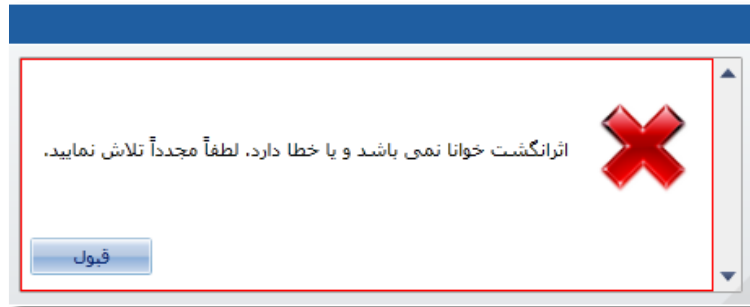 اثرانگشت خوانا نمی باشد و یا خطا دارد. لطفاً مجدداً تلاش نمایید.
قبول